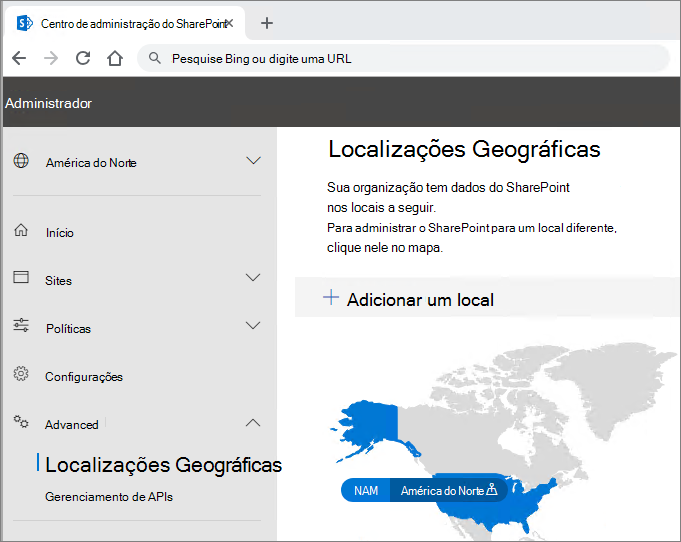 Centro de administração do SharePoint
Pesquise Bing ou digite uma URL
Administrador
América do Norte
Início
Sites
Políticas
Configurações
Advanced
Localizações Geográficas
Gerenciamento de APIs
Localizações Geográficas
Sua organização tem dados do SharePoint
nos locais a seguir.
Para administrar o SharePoint para um local diferente,
clique nele no mapa.
Adicionar um local
NAM América do Norte